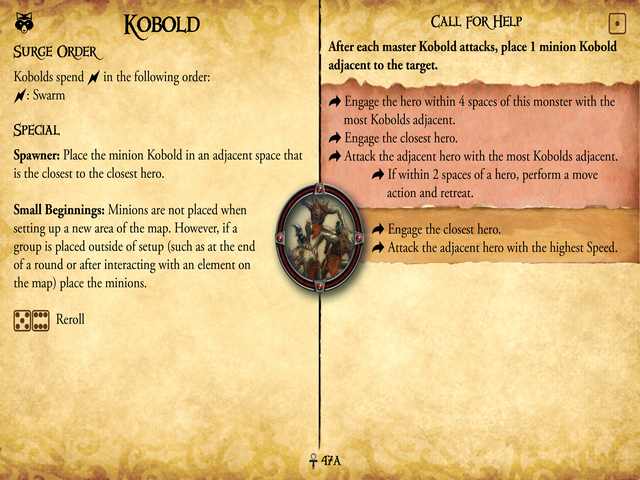 KOBOLD
SURGE ORDER
Kobolds spend in the following order:
: Swarm
SPECIAL
Spawner: Place the minion Kobold in an adjacent space that
is the closest to the closest hero.
Small Beginnings: Minions are not placed when
setting up a new area of the map. However, if a
group is placed outside of setup (such as at the end
of a round or after interacting with an element on
the map) place the minions.
Reroll
CALL FOR HELP
After each master Kobold attacks, place 1 minion Kobold
adjacent to the target.
Engage the hero within 4 spaces of this monster with the
most Kobolds adjacent.
Engage the closest hero.
Attack the adjacent hero with the most Kobolds adjacent.
If within 2 spaces of a hero, perform a move
action and retreat.
Engage the closest hero.
Attack the adjacent hero with the highest Speed.
47A